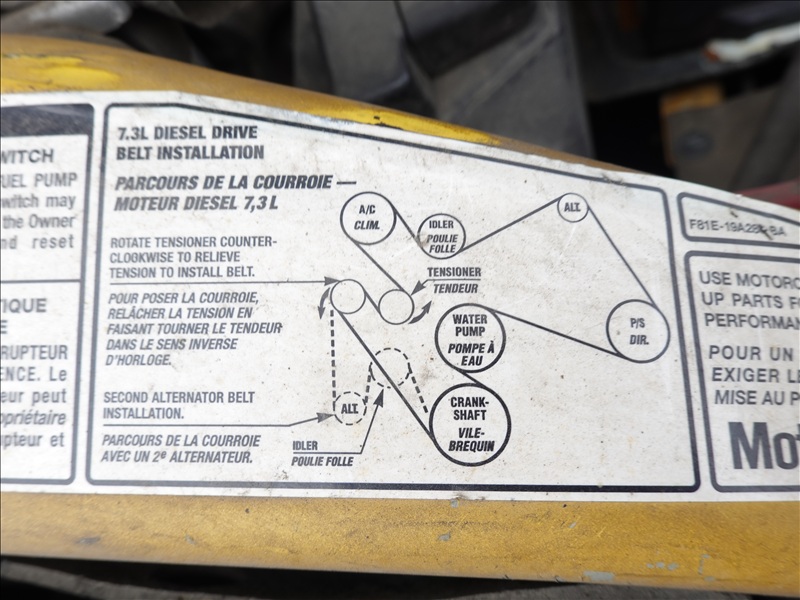 WITCH
UEL PUMP
witch may
the Owner
nd reset
TIQUE
E
RUPTEUR
ENCE. Le
eur peut
opriétaire
upteur et
7.3L DIESEL DRIVE
BELT INSTALLATION
PARCOURS DE LA COURROIE —
MOTEUR DIESEL 7,3 L
ROTATE TENSIONER COUNTER-
CLOCKWISE TO RELIEVE
TENSION TO INSTALL BELT.
POUR POSER LA COURROIE,
RELÂCHER LA TENSION EN
FAISANT TOURNER LE TENDEUR
DANS LE SENS INVERSE
D'HORLOGE.
SECOND ALTERNATOR BELT
INSTALLATION.
PARCOURS DE LA COURROIE
AVEC UN 2e ALTERNATEUR.
A/C
CLIM.
IDLER
POULIE
FOLLE
ALT.
TENSIONER
TENDEUR
WATER
PUMP
POMPE À
EAU
P/S
DIR.
ALT.
CRANK-
SHAFT
VILE-
BREQUIN
IDLER
POULIE FOLLE
USE MOTORC
UP PARTS FO
PERFORMAN
POUR UN
EXIGER LE
MISE AU P
Mot